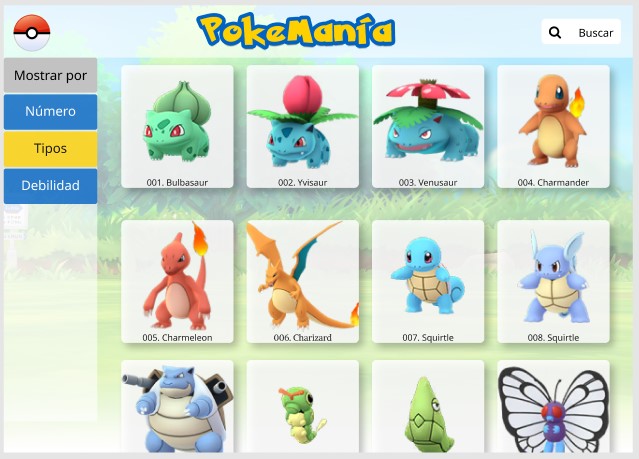 PokeManía
Buscar
Mostrar por
Número
Tipos
Debilidad
001. Bulbasaur
002. Yvisaur
003. Venusaur
004. Charmander
005. Charmeleon
006. Charizard
007. Squirtle
008. Squirtle